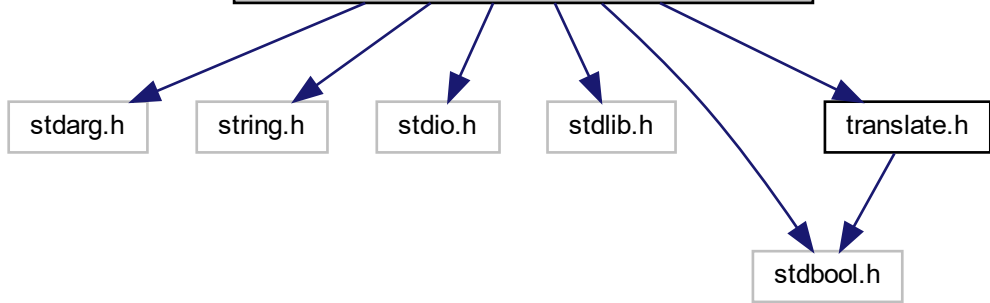 stdarg.h
string.h
stdio.h
stdlib.h
translate.h
stdbool.h